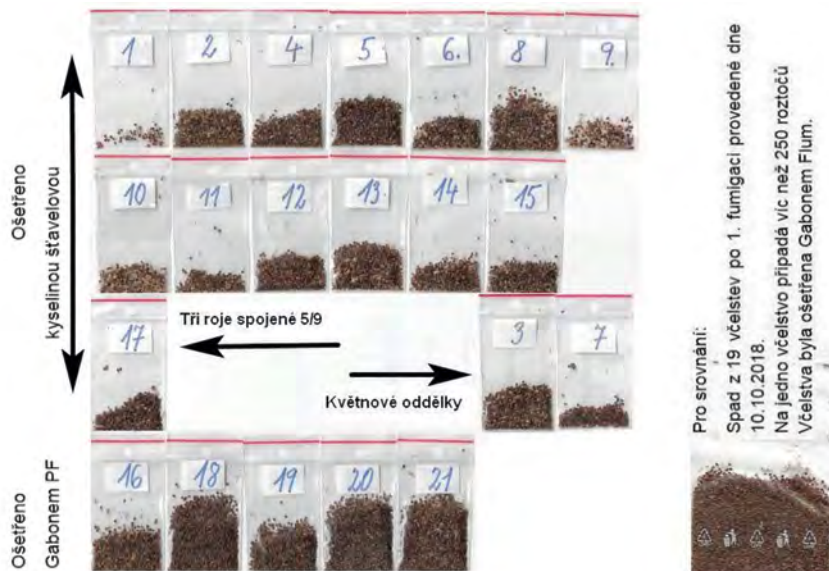 1 2 4 5 6. 8 9.
10 11 12 13 14 15
17 3 7
16 18 19 20 21
Ošetřeno
kyselinou šťavelovou
Tři roje spojené 5/9
Květnové oddělky
Ošetřeno
Gabonem PF
Pro srovnání:
Spad z 19 včelstev po 1. fumigaci provedené dne
10.10.2018.
Na jedno včelstvo připadá víc než 250 roztočů
Včelstva byla ošetřena Gabonem Flum.